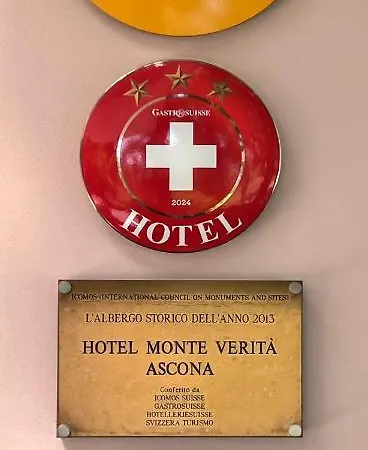 GASTROSUISSE
2024
HOTEL
ICOMOS (INTERNATIONAL COUNCIL ON MONUMENTS AND SITES)
L'ALBERGO STORICO DELL'ANNO 2013
HOTEL MONTE VERITÀ
ASCONA
Conferito da
ICOMOS SUISSE
GASTROSUISSE
HOTELLERIESUISSE
SVIZZERA TURISMO